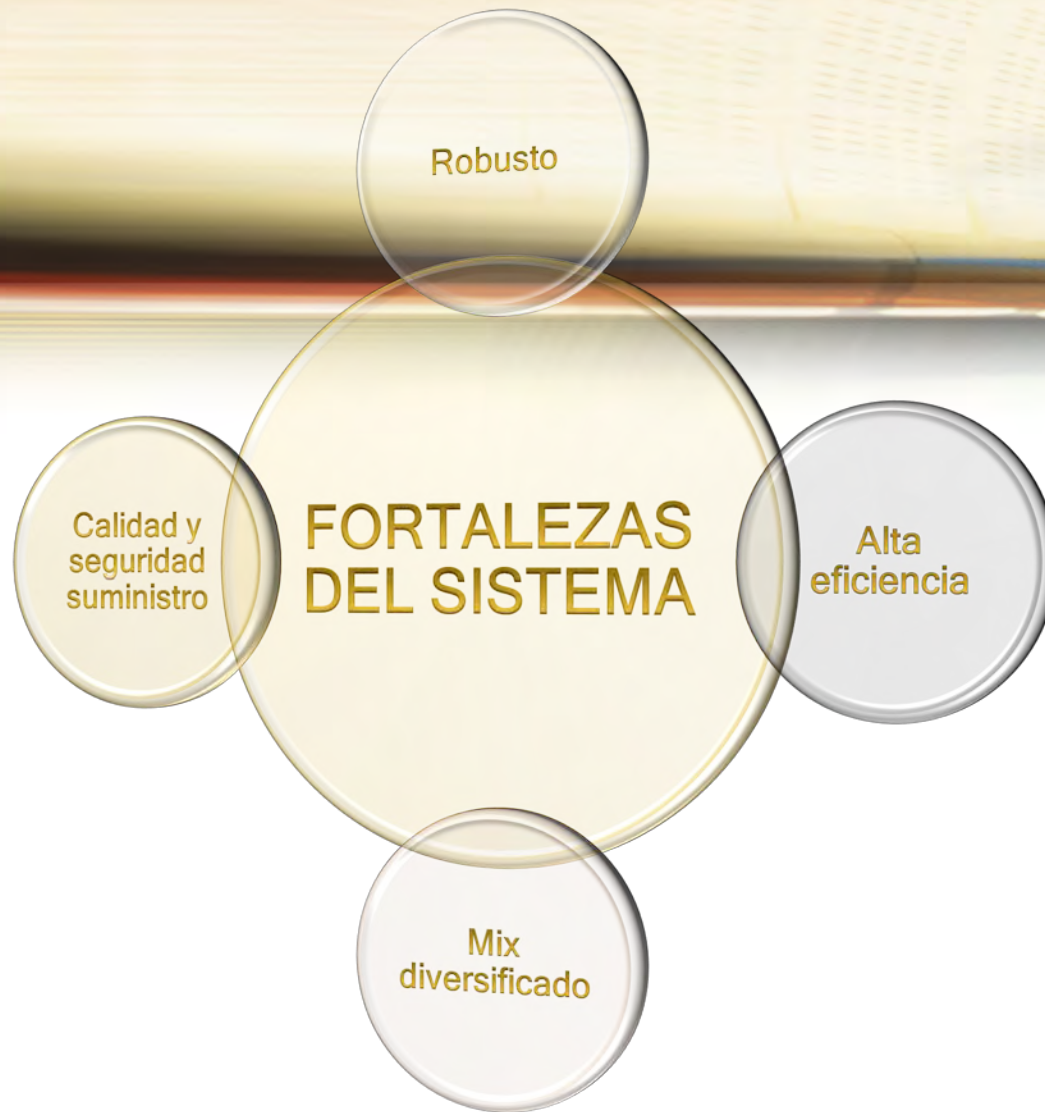 Robusto
Calidad y
seguridad
suministro
FORTALEZAS
DEL SISTEMA
Alta
eficiencia
Mix
diversificado